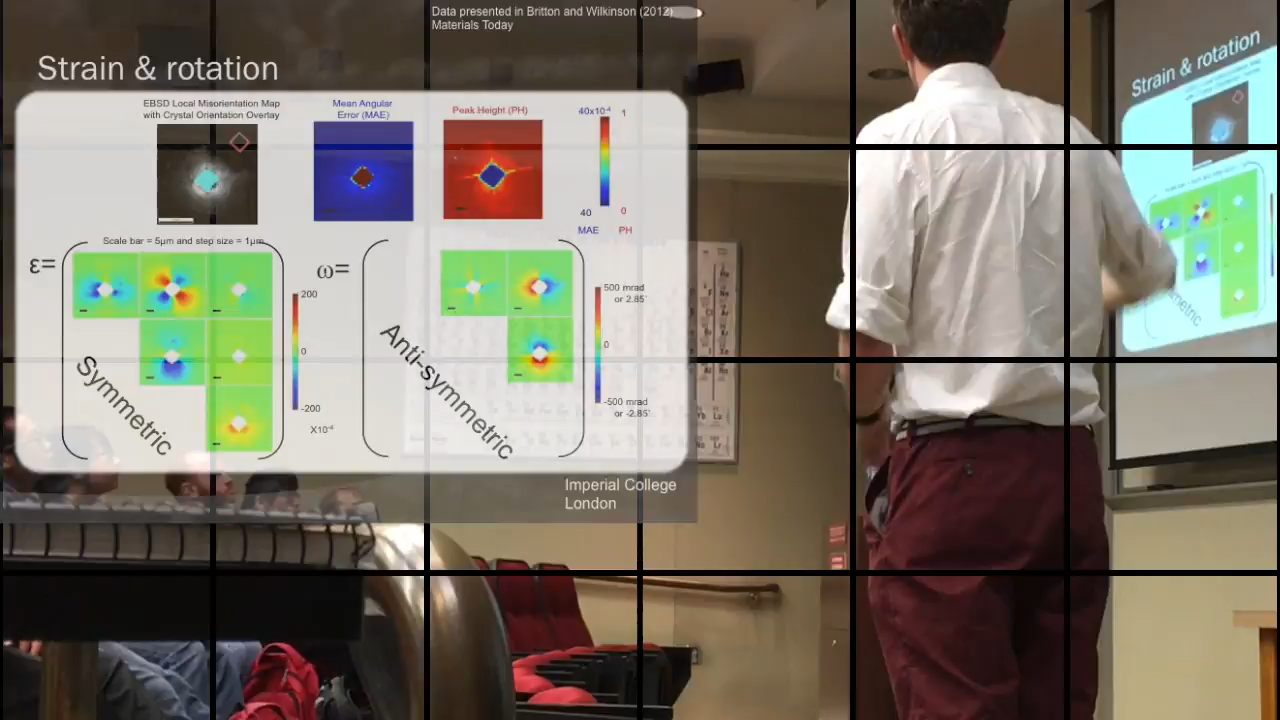 Data presented in Britton and Wilkinson (2012)
Materials Today
Strain & rotation
EBSD Local Misorientation Map
with Crystal Orientation Overlay
Mean Angular
Error (MAE)
Peak Height (PH)
40x10⁻⁴ 1
40 0
MAE PH
Scale bar = 5μm and step size = 1μm
ε=
200
0
-200
X10⁻⁴
Symmetric
ω=
500 mrad
or 2.85°
0
-500 mrad
or -2.85°
Anti-symmetric
Imperial College
London
Strain & rotation